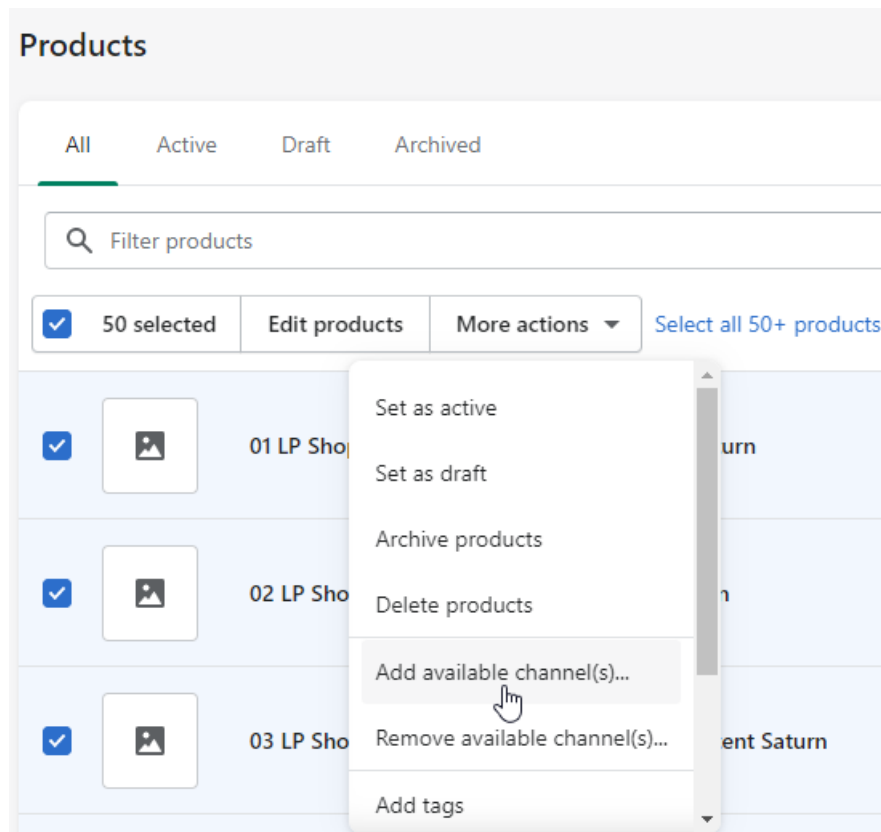 Products
All Active Draft Archived
Filter products
50 selected Edit products More actions Select all 50+ products
Set as active
01 LP Sho
Set as draft
Archive products
02 LP Sho
Delete products
Add available channel(s)...
03 LP Sho ent Saturn
Remove available channel(s)...
Add tags